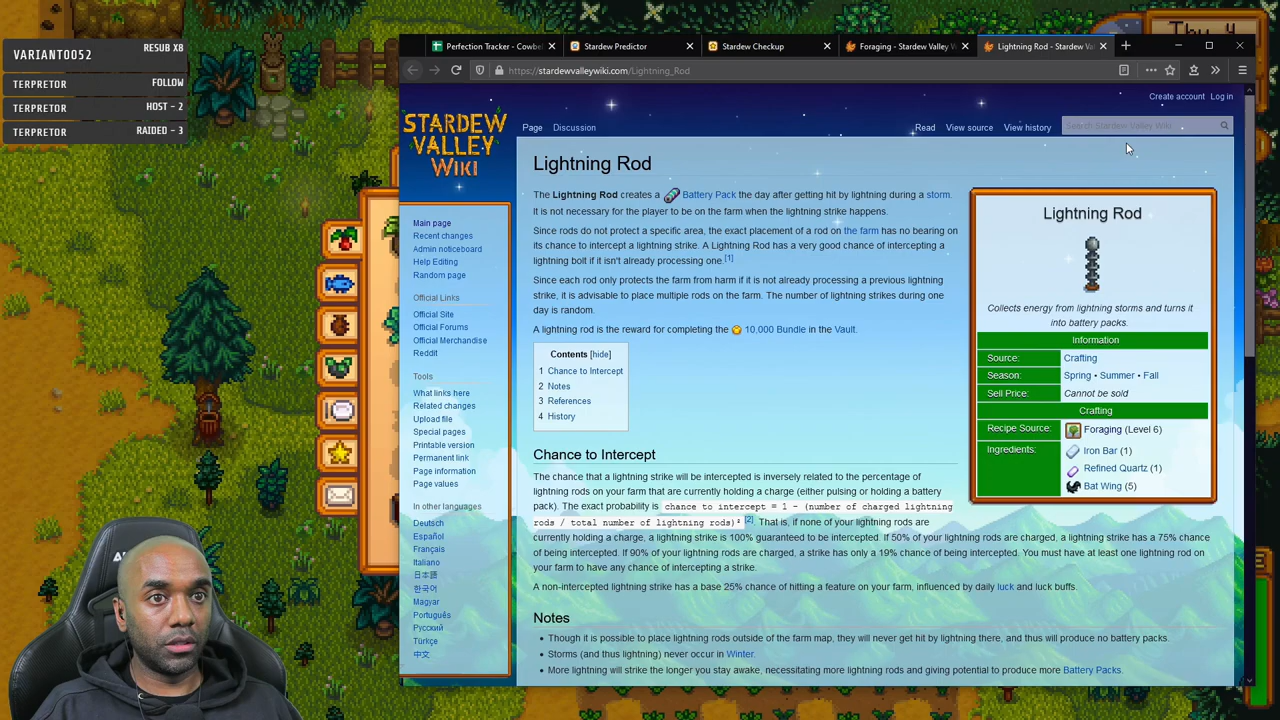 VARIANT0052 RESUB X8
TERPRETOR FOLLOW
TERPRETOR HOST - 2
TERPRETOR RAIDED - 3
Perfection Tracker - Cowbel
Stardew Predictor
Stardew Checkup
Foraging - Stardew Valley W
Lightning Rod - Stardew Va
https://stardewvalleywiki.com/Lightning_Rod
Create account Log in
STARDEW
VALLEY
WIKI
Page Discussion Read View source View history Search Stardew Valley Wiki
Main page
Recent changes
Admin noticeboard
Help Editing
Random page
Official Links
Official Site
Official Forums
Official Merchandise
Reddit
Tools
What links here
Related changes
Upload file
Special pages
Printable version
Permanent link
Page information
Page values
In other languages
Deutsch
Español
Français
Italiano
日本語
한국어
Magyar
Português
Русский
Türkçe
中文
Lightning Rod
The Lightning Rod creates a Battery Pack the day after getting hit by lightning during a storm.
It is not necessary for the player to be on the farm when the lightning strike happens.
Since rods do not protect a specific area, the exact placement of a rod on the farm has no bearing on
its chance to intercept a lightning strike. A Lightning Rod has a very good chance of intercepting a
lightning bolt if it isn't already processing one.[1]
Since each rod only protects the farm from harm if it is not already processing a previous lightning
strike, it is advisable to place multiple rods on the farm. The number of lightning strikes during one
day is random.
A lightning rod is the reward for completing the 10,000 Bundle in the Vault.
Contents [hide]
1 Chance to Intercept
2 Notes
3 References
4 History
Lightning Rod
Collects energy from lightning storms and turns it
into battery packs.
Information
Source: Crafting
Season: Spring • Summer • Fall
Sell Price: Cannot be sold
Crafting
Recipe Source: Foraging (Level 6)
Ingredients: Iron Bar (1)
Refined Quartz (1)
Bat Wing (5)
Chance to Intercept
The chance that a lightning strike will be intercepted is inversely related to the percentage of
lightning rods on your farm that are currently holding a charge (either pulsing or holding a battery
pack). The exact probability is chance to intercept = 1 - (number of charged lightning
rods / total number of lightning rods)².[2] That is, if none of your lightning rods are
currently holding a charge, a lightning strike is 100% guaranteed to be intercepted. If 50% of your lightning rods are charged, a lightning strike has a 75% chance
of being intercepted. If 90% of your lightning rods are charged, a strike has only a 19% chance of being intercepted. You must have at least one lightning rod on
your farm to have any chance of intercepting a strike.
A non-intercepted lightning strike has a base 25% chance of hitting a feature on your farm, influenced by daily luck and luck buffs.
Notes
• Though it is possible to place lightning rods outside of the farm map, they will never get hit by lightning there, and thus will produce no battery packs.
• Storms (and thus lightning) never occur in Winter.
• More lightning will strike the longer you stay awake, necessitating more lightning rods and giving potential to produce more Battery Packs.